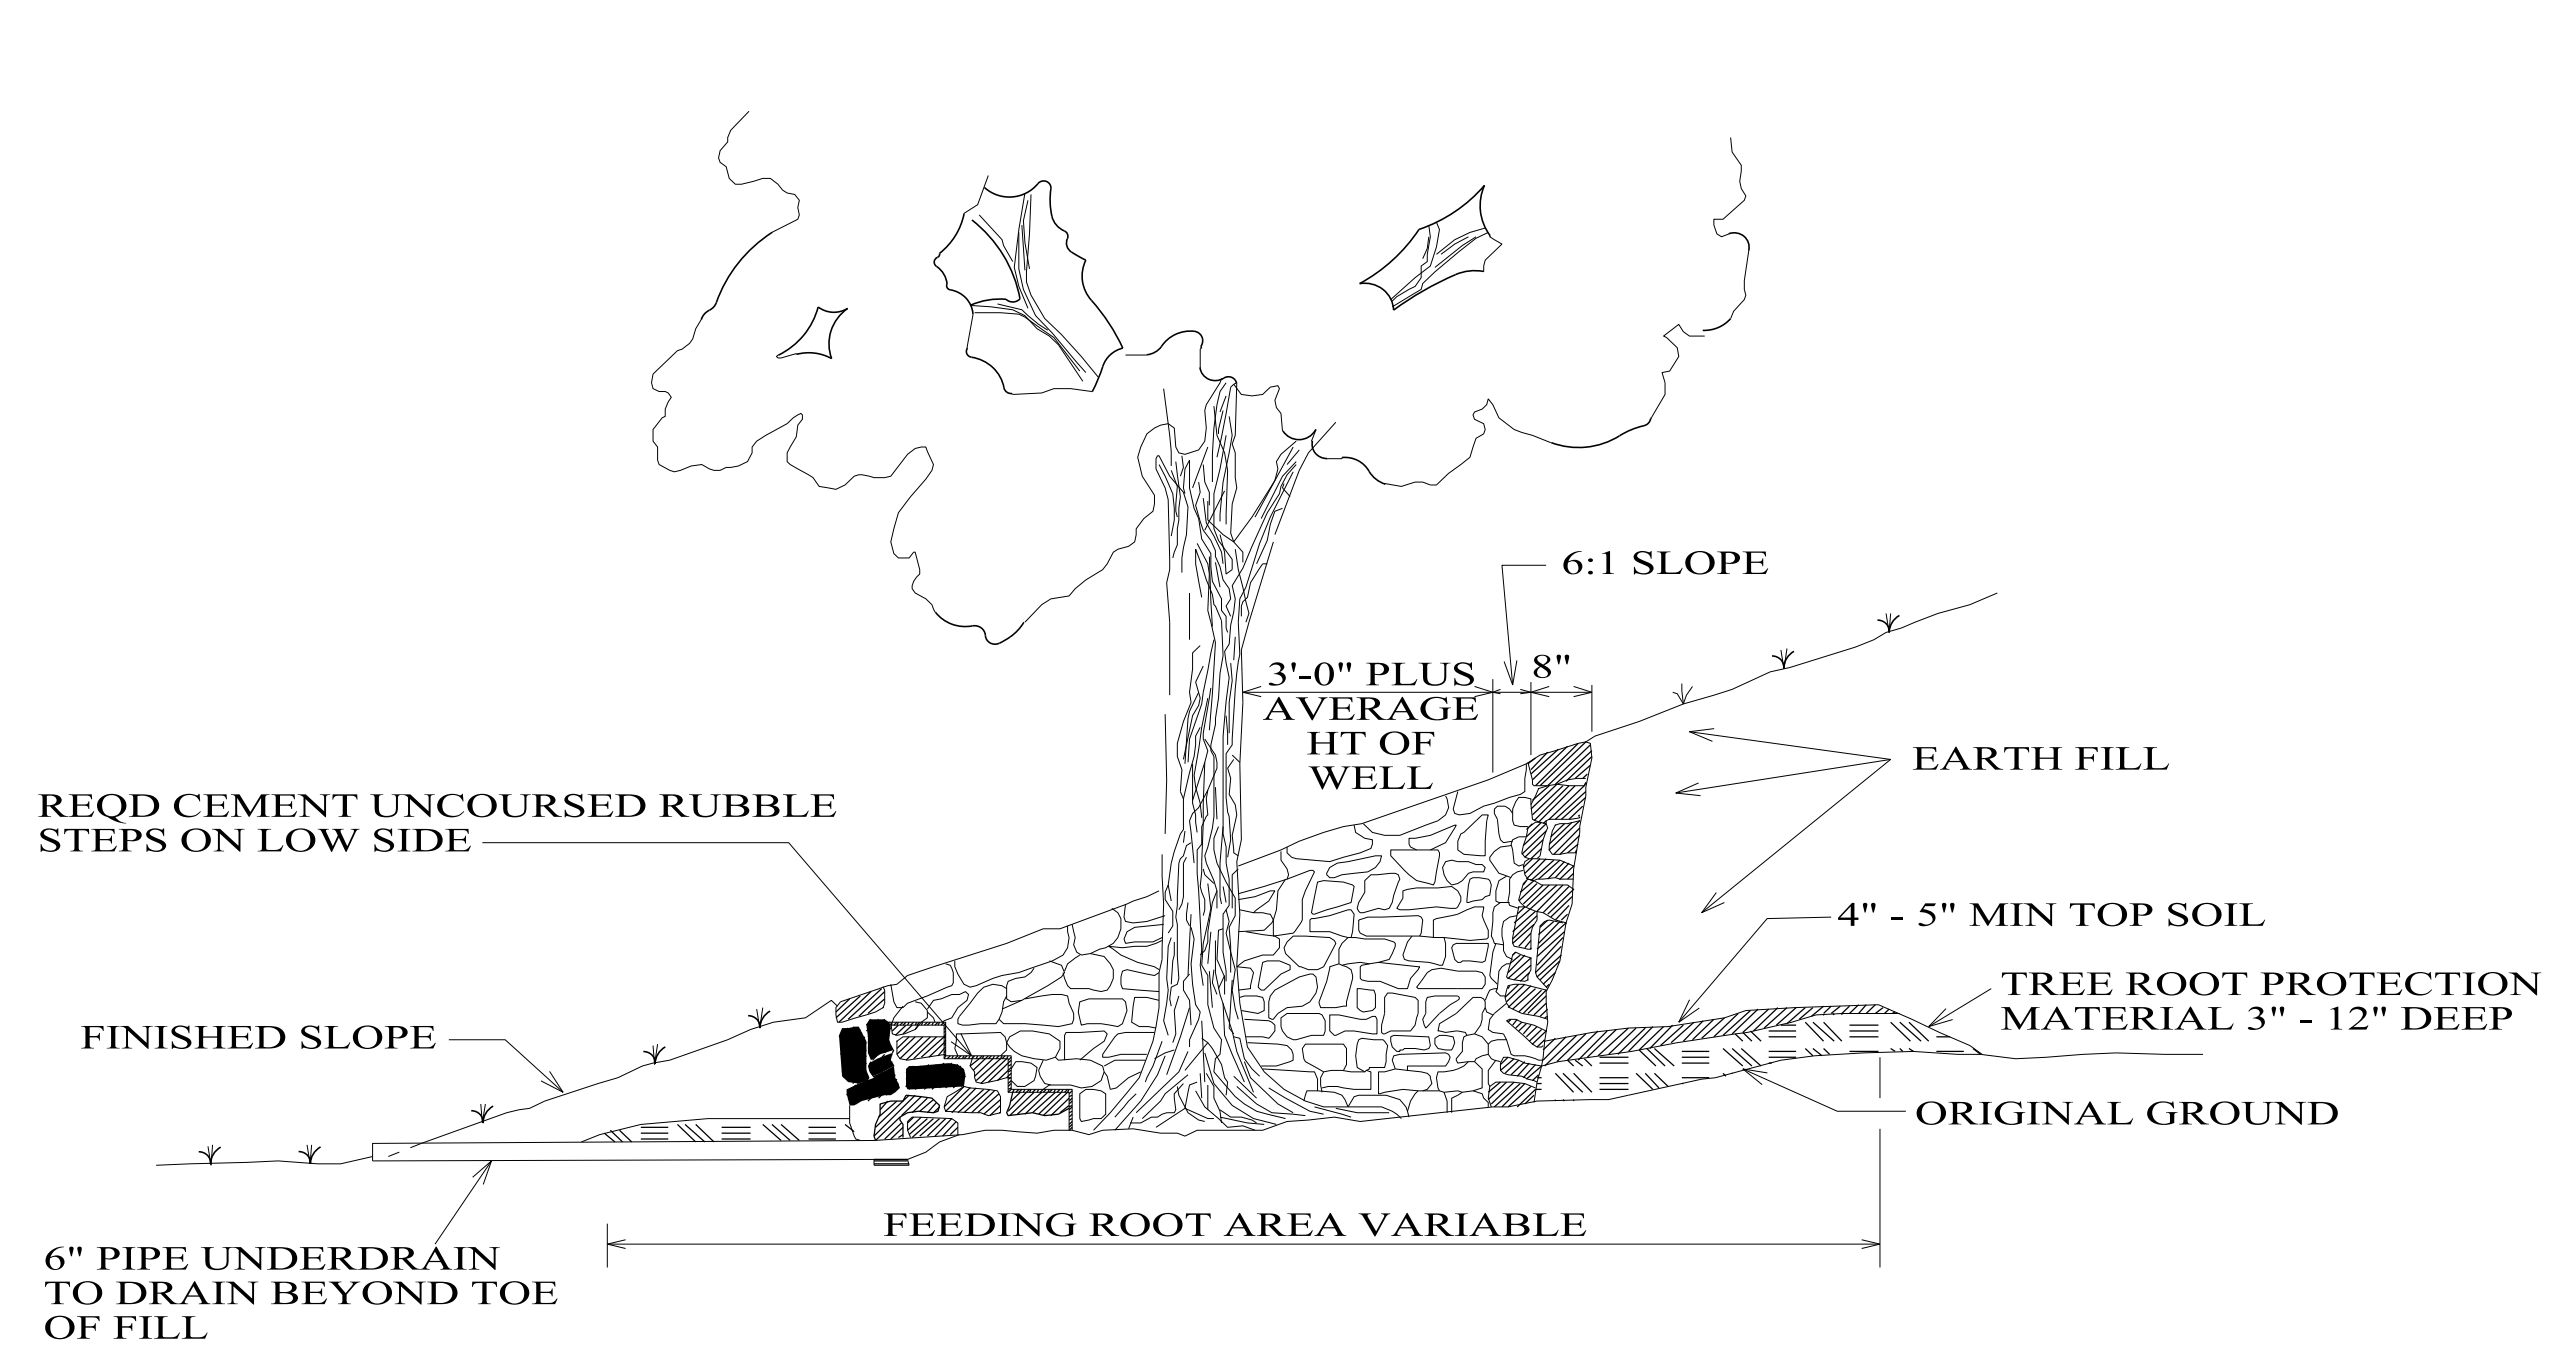 6:1 SLOPE
3'-0" PLUS
AVERAGE
HT OF
WELL
8"
EARTH FILL
REQD CEMENT UNCOURSED RUBBLE
STEPS ON LOW SIDE
4" - 5" MIN TOP SOIL
TREE ROOT PROTECTION
MATERIAL 3" - 12" DEEP
FINISHED SLOPE
ORIGINAL GROUND
FEEDING ROOT AREA VARIABLE
6" PIPE UNDERDRAIN
TO DRAIN BEYOND TOE
OF FILL